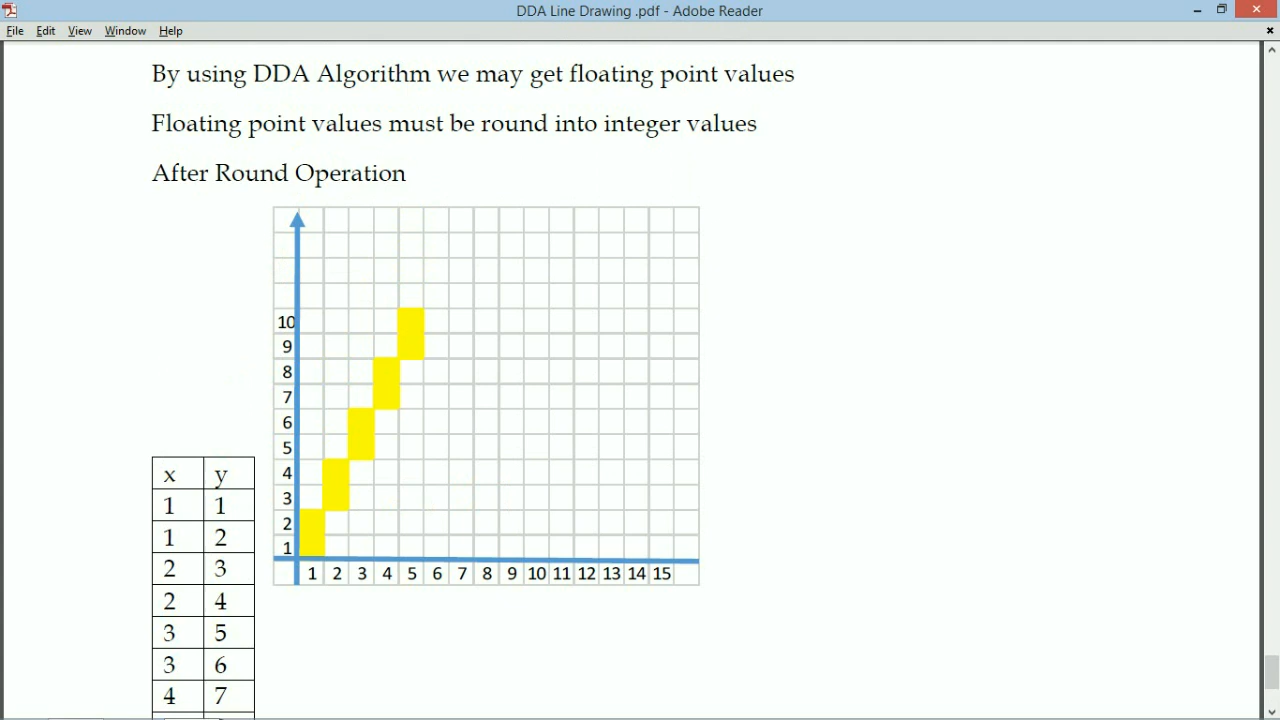 DDA Line Drawing .pdf - Adobe Reader
File Edit View Window Help
By using DDA Algorithm we may get floating point values
Floating point values must be round into integer values
After Round Operation
10
9
8
7
6
5
4
3
2
1
1 2 3 4 5 6 7 8 9 10 11 12 13 14 15
x y
1 1
1 2
2 3
2 4
3 5
3 6
4 7